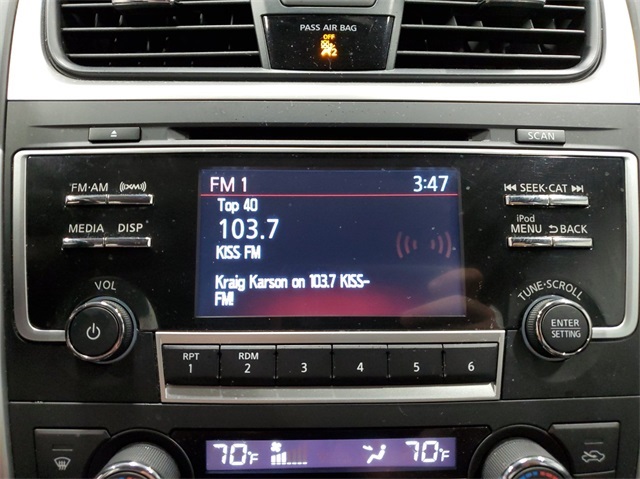 PASS AIR BAG
OFF
2
SCAN
FM 1 3:47
Top 40
103.7
KISS FM
Kraig Karson on 103.7 KISS-
FM!
FM·AM (((XM)))
MEDIA DISP
SEEK·CAT
iPod
MENU BACK
VOL
TUNE·SCROLL
ENTER
SETTING
RPT RDM
1 2 3 4 5 6
70°F 70°F